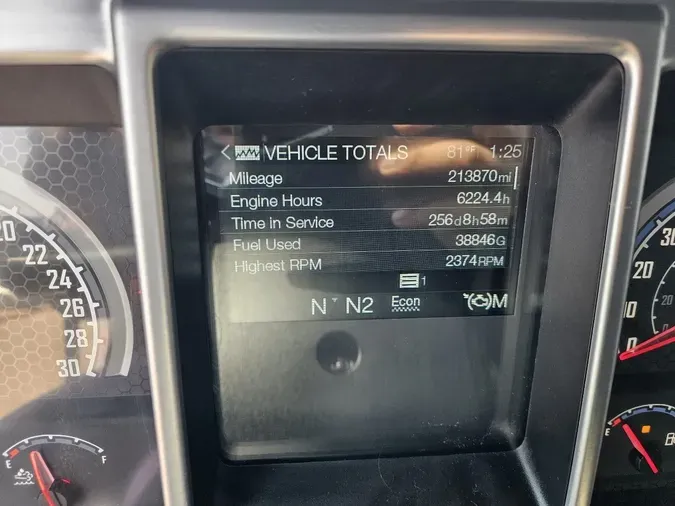 < VEHICLE TOTALS 81°F 1:25
Mileage 213870mi
Engine Hours 6224.4h
Time in Service 256d8h58m
Fuel Used 38846G
Highest RPM 2374RPM
1
N N2 Econ M
20
22
24
26
28
30
E F
30
20
10
0
E